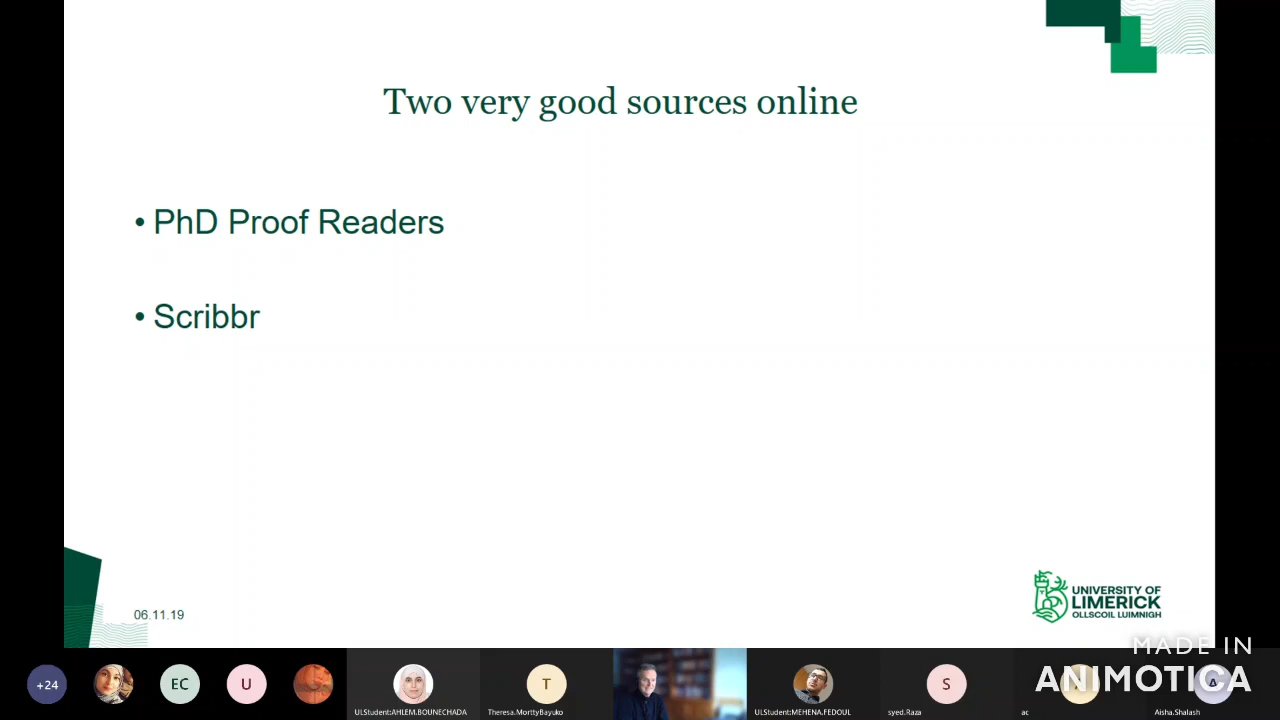 Two very good sources online
• PhD Proof Readers
• Scribbr
06.11.19
UNIVERSITY OF
LIMERICK
OLLSCOIL LUIMNIGH
MADE IN
ANIMOTICA
+24
EC
U
T
S
A
ULStudent:AHLEM.BOUNECHADA
Theresa.MorttyBayuko
ULStudent:MEHENA.FEDOUL
syed.Raza
ac
Aisha.Shalash